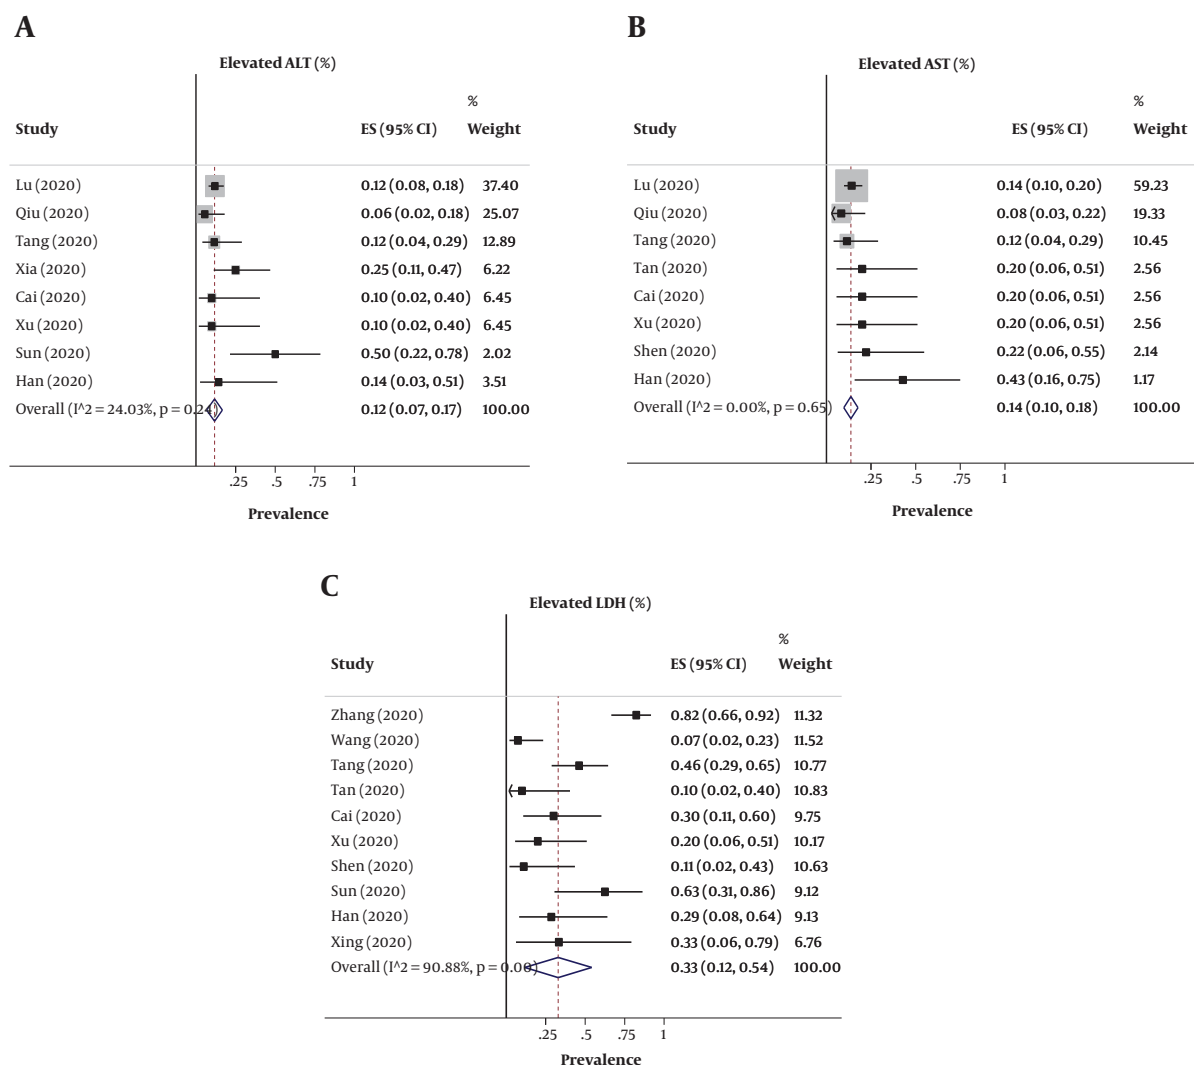 A
Elevated ALT (%)
%
Study ES (95% CI) Weight
Lu (2020) 0.12 (0.08, 0.18) 37.40
Qiu (2020) 0.06 (0.02, 0.18) 25.07
Tang (2020) 0.12 (0.04, 0.29) 12.89
Xia (2020) 0.25 (0.11, 0.47) 6.22
Cai (2020) 0.10 (0.02, 0.40) 6.45
Xu (2020) 0.10 (0.02, 0.40) 6.45
Sun (2020) 0.50 (0.22, 0.78) 2.02
Han (2020) 0.14 (0.03, 0.51) 3.51
Overall (I^2 = 24.03%, p = 0.24) 0.12 (0.07, 0.17) 100.00
.25 .5 .75 1
Prevalence
B
Elevated AST (%)
%
Study ES (95% CI) Weight
Lu (2020) 0.14 (0.10, 0.20) 59.23
Qiu (2020) 0.08 (0.03, 0.22) 19.33
Tang (2020) 0.12 (0.04, 0.29) 10.45
Tan (2020) 0.20 (0.06, 0.51) 2.56
Cai (2020) 0.20 (0.06, 0.51) 2.56
Xu (2020) 0.20 (0.06, 0.51) 2.56
Shen (2020) 0.22 (0.06, 0.55) 2.14
Han (2020) 0.43 (0.16, 0.75) 1.17
Overall (I^2 = 0.00%, p = 0.65) 0.14 (0.10, 0.18) 100.00
.25 .5 .75 1
Prevalence
C
Elevated LDH (%)
%
Study ES (95% CI) Weight
Zhang (2020) 0.82 (0.66, 0.92) 11.32
Wang (2020) 0.07 (0.02, 0.23) 11.52
Tang (2020) 0.46 (0.29, 0.65) 10.77
Tan (2020) 0.10 (0.02, 0.40) 10.83
Cai (2020) 0.30 (0.11, 0.60) 9.75
Xu (2020) 0.20 (0.06, 0.51) 10.17
Shen (2020) 0.11 (0.02, 0.43) 10.63
Sun (2020) 0.63 (0.31, 0.86) 9.12
Han (2020) 0.29 (0.08, 0.64) 9.13
Xing (2020) 0.33 (0.06, 0.79) 6.76
Overall (I^2 = 90.88%, p = 0.00) 0.33 (0.12, 0.54) 100.00
.25 .5 .75 1
Prevalence